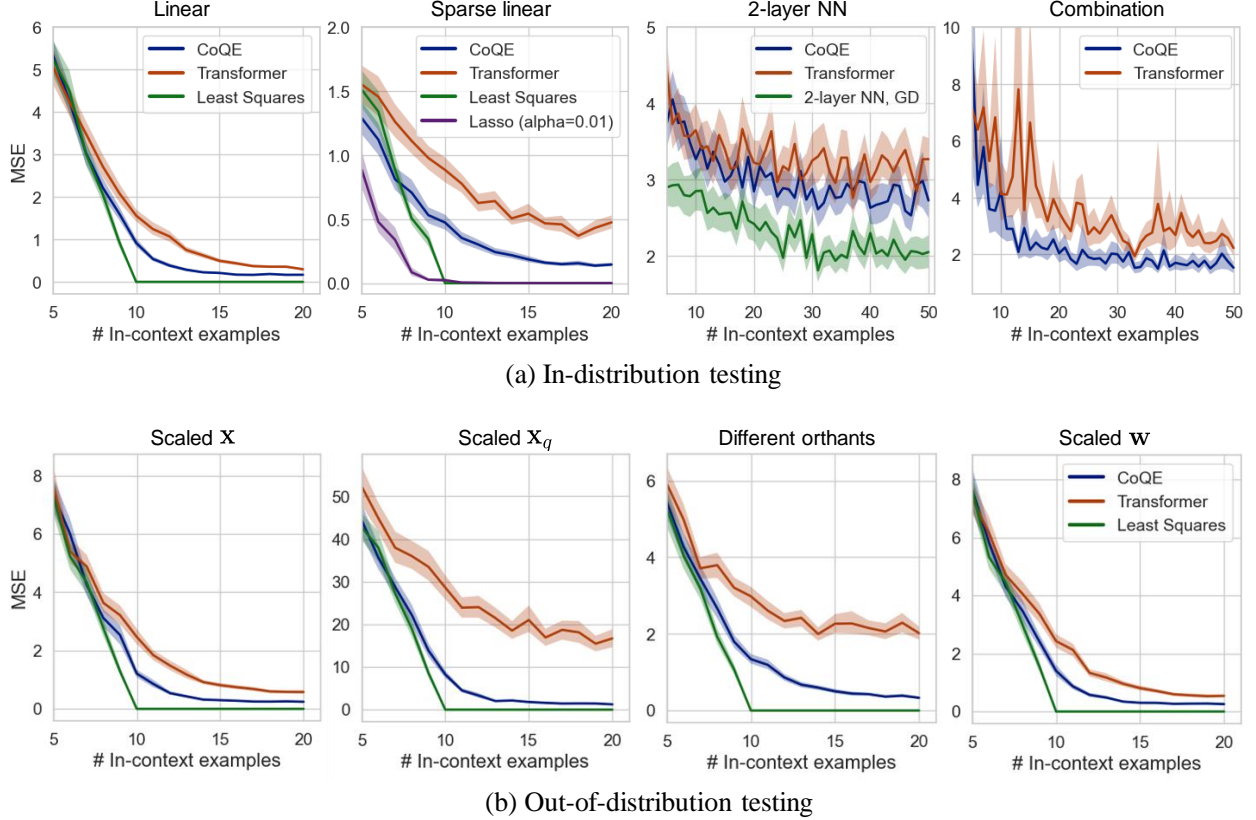 Linear
Sparse linear
2-layer NN
Combination
MSE
6
5
4
3
2
1
0
CoQE
Transformer
Least Squares
5
10
15
20
# In-context examples
2.0
1.5
1.0
0.5
0.0
CoQE
Transformer
Least Squares
Lasso (alpha=0.01)
5
10
15
20
# In-context examples
5
4
3
2
CoQE
Transformer
2-layer NN, GD
10
20
30
40
50
# In-context examples
10
8
6
4
2
CoQE
Transformer
10
20
30
40
50
# In-context examples
(a) In-distribution testing
Scaled X
Scaled X_q
Different orthants
Scaled w
MSE
8
6
4
2
0
5
10
15
20
# In-context examples
50
40
30
20
10
0
5
10
15
20
# In-context examples
6
4
2
0
5
10
15
20
# In-context examples
8
6
4
2
0
CoQE
Transformer
Least Squares
5
10
15
20
# In-context examples
(b) Out-of-distribution testing